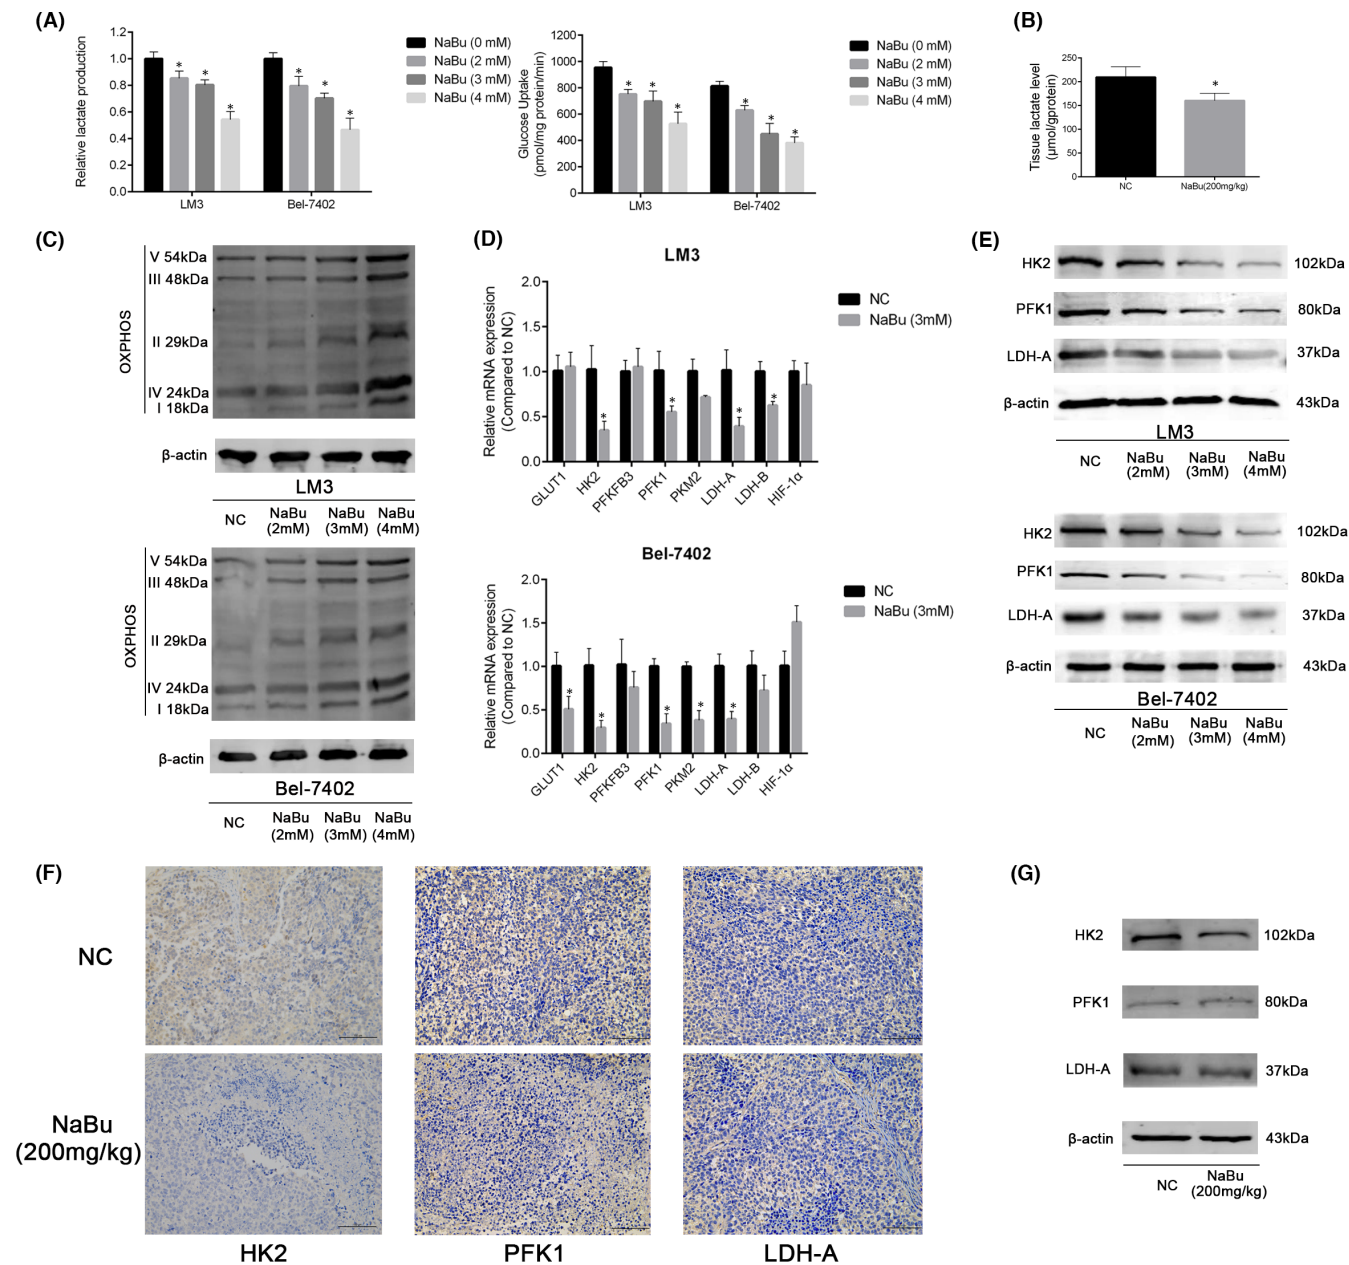 (A)
Relative lactate production
1.2
1.0
0.8
0.6
0.4
0.2
0.0
* * * * * *
LM3 Bel-7402
NaBu (0 mM)
NaBu (2 mM)
NaBu (3 mM)
NaBu (4 mM)
Glucose Uptake
(pmol/mg protein/min)
1200
1000
800
600
400
200
0
* * * * * *
LM3 Bel-7402
NaBu (0 mM)
NaBu (2 mM)
NaBu (3 mM)
NaBu (4 mM)
(B)
Tissue lactate level
(μmol/gprotein)
250
200
150
100
50
0
*
NC NaBu(200mg/kg)
(C)
OXPHOS
V 54kDa
III 48kDa
II 29kDa
IV 24kDa
I 18kDa
β-actin
LM3
NC NaBu (2mM) NaBu (3mM) NaBu (4mM)
OXPHOS
V 54kDa
III 48kDa
II 29kDa
IV 24kDa
I 18kDa
β-actin
Bel-7402
NC NaBu (2mM) NaBu (3mM) NaBu (4mM)
(D)
LM3
Relative mRNA expression
(Compared to NC)
2.0
1.5
1.0
0.5
0.0
* * * *
GLUT1 HK2 PFKFB3 PFK1 PKM2 LDH-A LDH-B HIF-1α
NC
NaBu (3mM)
Bel-7402
Relative mRNA expression
(Compared to NC)
2.0
1.5
1.0
0.5
0.0
* * * * *
GLUT1 HK2 PFKFB3 PFK1 PKM2 LDH-A LDH-B HIF-1α
NC
NaBu (3mM)
(E)
HK2 102kDa
PFK1 80kDa
LDH-A 37kDa
β-actin 43kDa
LM3
NC NaBu (2mM) NaBu (3mM) NaBu (4mM)
HK2 102kDa
PFK1 80kDa
LDH-A 37kDa
β-actin 43kDa
Bel-7402
NC NaBu (2mM) NaBu (3mM) NaBu (4mM)
(F)
NC
NaBu
(200mg/kg)
HK2 PFK1 LDH-A
(G)
HK2 102kDa
PFK1 80kDa
LDH-A 37kDa
β-actin 43kDa
NC NaBu (200mg/kg)